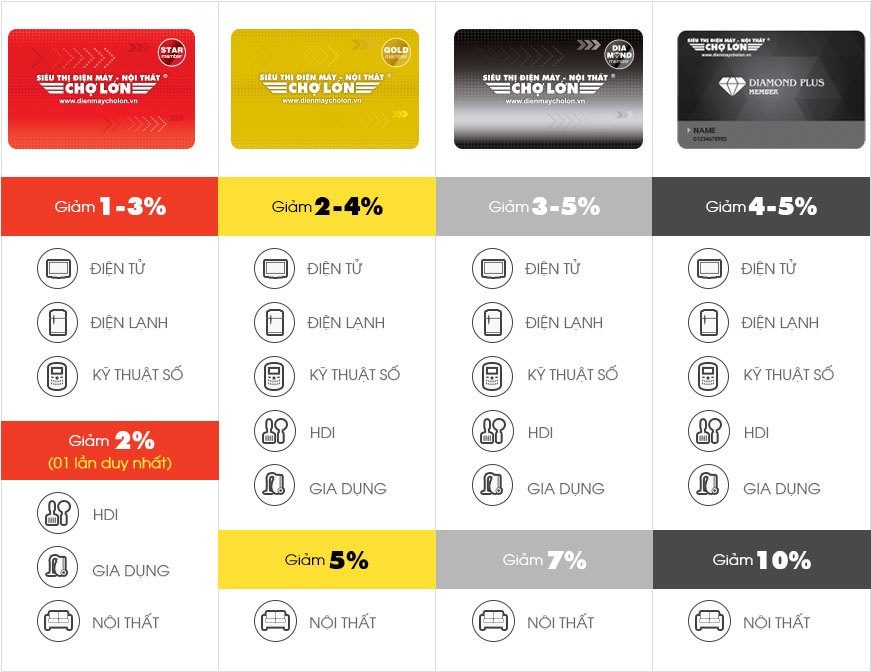 STAR
member
SIÊU THỊ ĐIỆN MÁY - NỘI THẤT ®
CHỢ LỚN
www.dienmaycholon.vn
GOLD
member
SIÊU THỊ ĐIỆN MÁY - NỘI THẤT ®
CHỢ LỚN
www.dienmaycholon.vn
DIA
MOND
member
SIÊU THỊ ĐIỆN MÁY - NỘI THẤT ®
CHỢ LỚN
www.dienmaycholon.vn
SIÊU THỊ ĐIỆN MÁY - NỘI THẤT ®
CHỢ LỚN
www.dienmaycholon.vn
DIAMOND PLUS
MEMBER
NAME
Giảm 1-3%
ĐIỆN TỬ
ĐIỆN LẠNH
KỸ THUẬT SỐ
Giảm 2%
(01 lần duy nhất)
HDI
GIA DỤNG
NỘI THẤT
Giảm 2-4%
ĐIỆN TỬ
ĐIỆN LẠNH
KỸ THUẬT SỐ
HDI
GIA DỤNG
Giảm 5%
NỘI THẤT
Giảm 3-5%
ĐIỆN TỬ
ĐIỆN LẠNH
KỸ THUẬT SỐ
HDI
GIA DỤNG
Giảm 7%
NỘI THẤT
Giảm 4-5%
ĐIỆN TỬ
ĐIỆN LẠNH
KỸ THUẬT SỐ
HDI
GIA DỤNG
Giảm 10%
NỘI THẤT